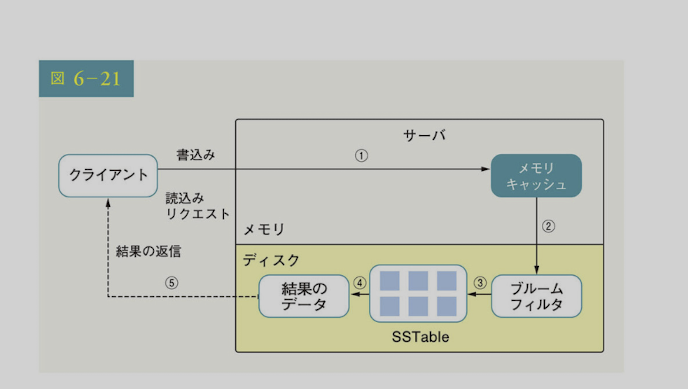 図 6-21
サーバ
書込み
①
クライアント
メモリ
キャッシュ
読込み
リクエスト
②
メモリ
ディスク
結果の返信
⑤
結果の
データ
④
③
ブルーム
フィルタ
SSTable